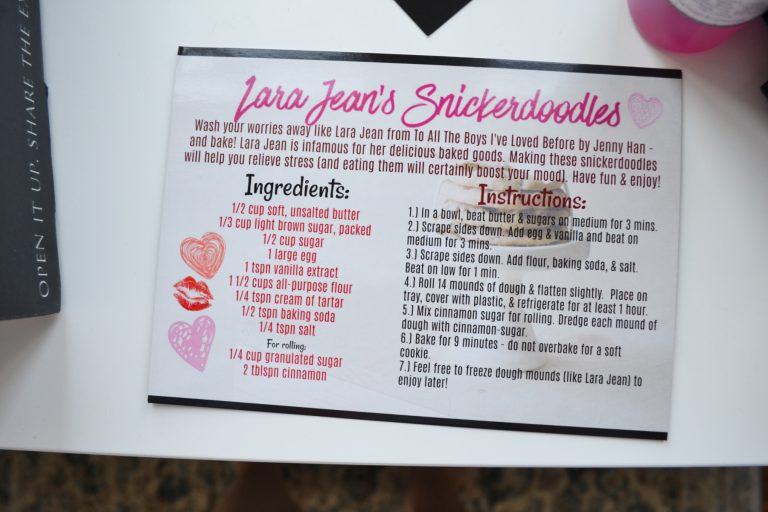 OPEN IT UP, SHARE THE
Lara Jean's Snickerdoodles
Wash your worries away like Lara Jean from To All The Boys I've Loved Before by Jenny Han -
and bake! Lara Jean is infamous for her delicious baked goods. Making these snickerdoodles
will help you relieve stress (and eating them will certainly boost your mood). Have fun & enjoy!
Ingredients:
1/2 cup soft, unsalted butter
1/3 cup light brown sugar, packed
1/2 cup sugar
1 large egg
1 tspn vanilla extract
1 1/2 cups all-purpose flour
1/4 tspn cream of tartar
1/2 tspn baking soda
1/4 tspn salt
For rolling:
1/4 cup granulated sugar
2 tblspn cinnamon
Instructions:
1.) In a bowl, beat butter & sugars on medium for 3 mins.
2.) Scrape sides down. Add egg & vanilla and beat on
medium for 3 mins.
3.) Scrape sides down. Add flour, baking soda, & salt.
Beat on low for 1 min.
4.) Roll 14 mounds of dough & flatten slightly. Place on
tray, cover with plastic, & refrigerate for at least 1 hour.
5.) Mix cinnamon sugar for rolling. Dredge each mound of
dough with cinnamon-sugar.
6.) Bake for 9 minutes - do not overbake for a soft
cookie.
7.) Feel free to freeze dough mounds (like Lara Jean) to
enjoy later!